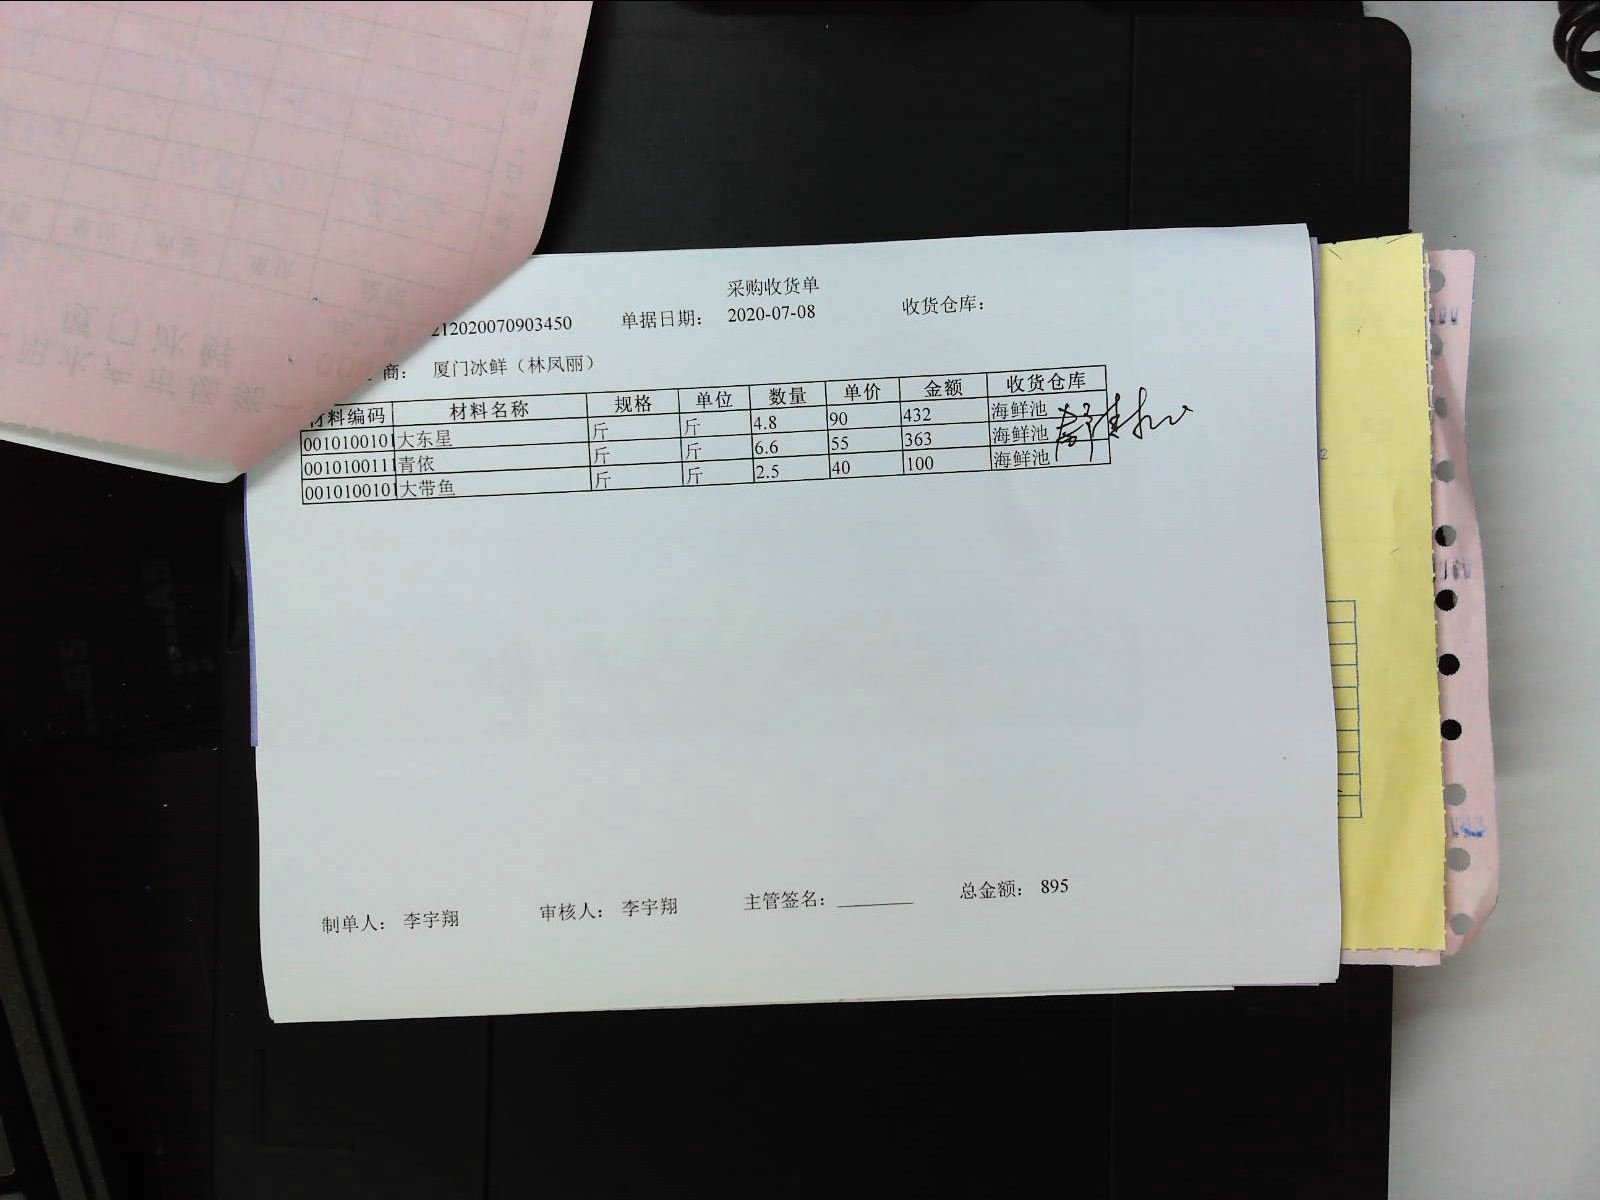 采购收货单
212020070903450 单据日期: 2020-07-08 收货仓库:
商: 厦门冰鲜（林凤丽）
材料编码 材料名称 规格 单位 数量 单价 金额 收货仓库
0010100101 大东星 斤 斤 4.8 90 432 海鲜池
0010100111 青依 斤 斤 6.6 55 363 海鲜池
0010100101 大带鱼 斤 斤 2.5 40 100 海鲜池
制单人: 李宇翔 审核人: 李宇翔 主管签名: 总金额: 895